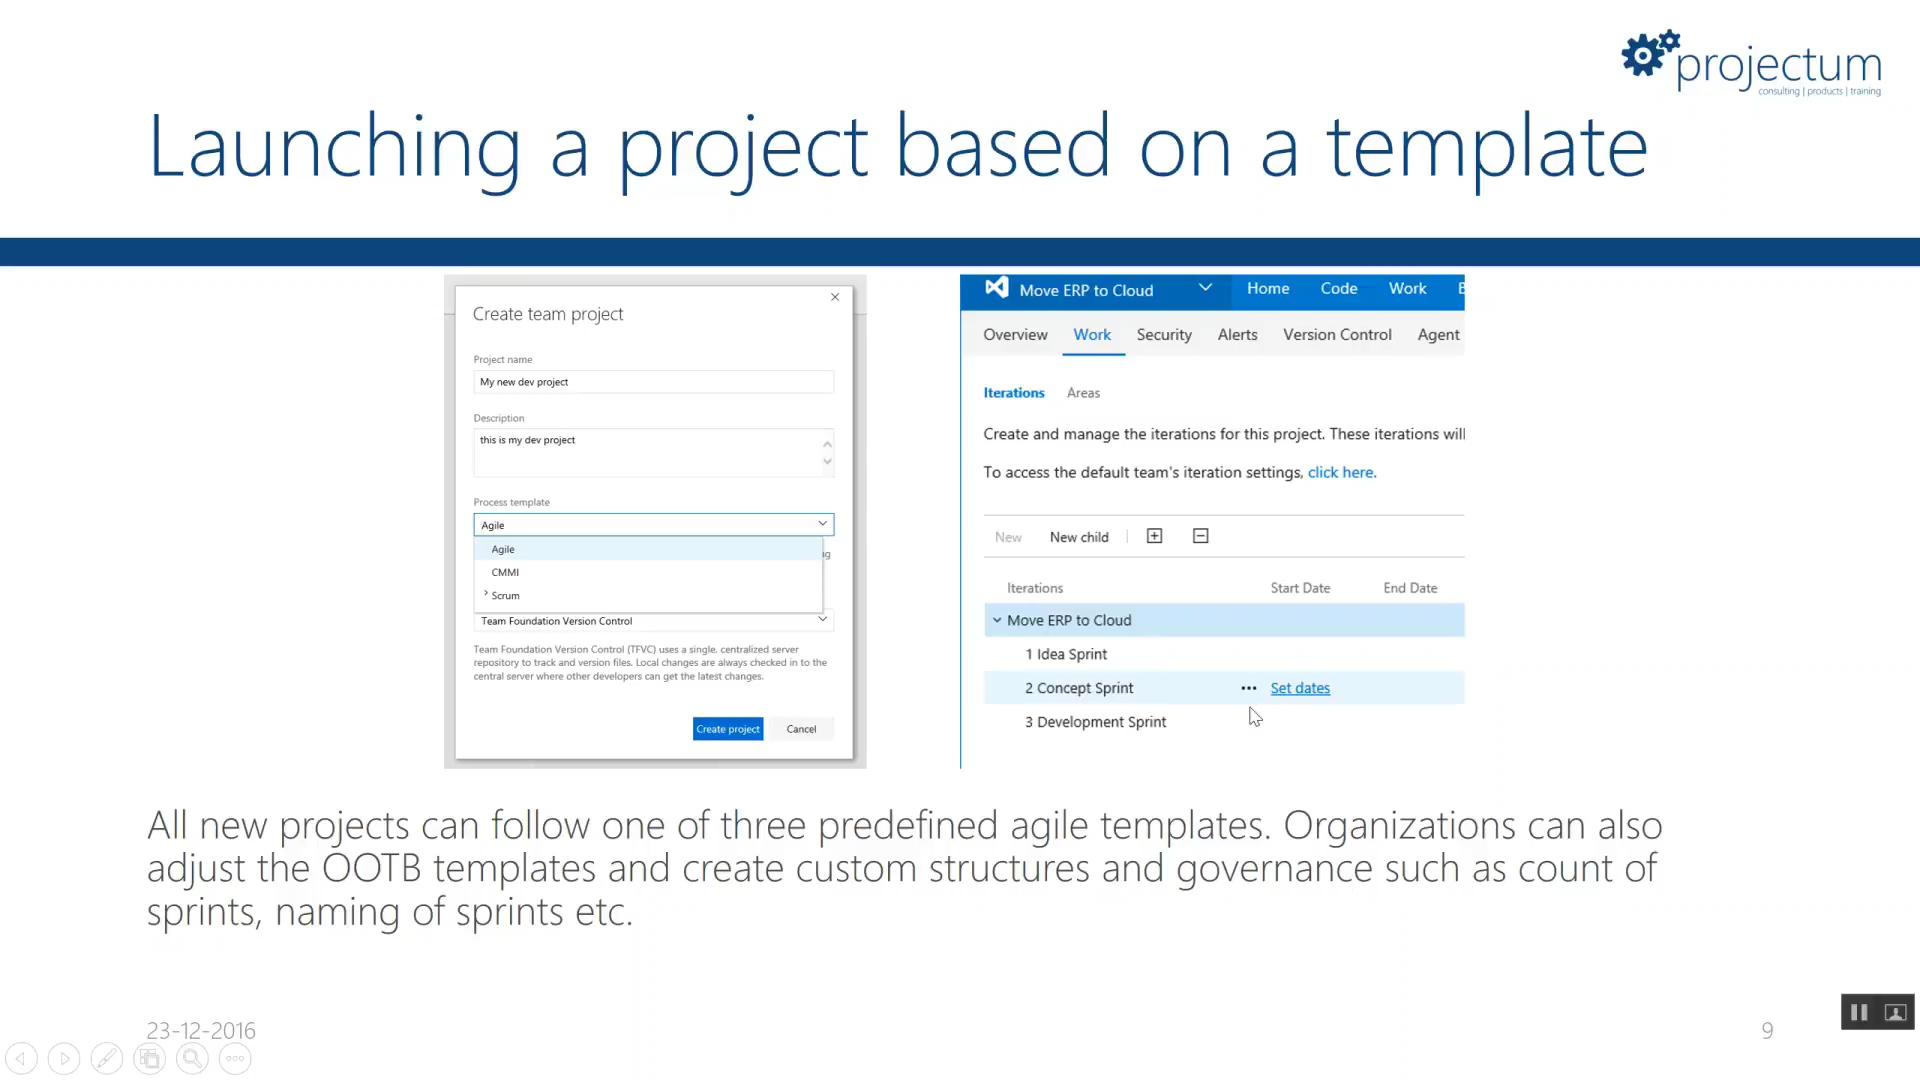 projectum
consulting | products | training
Launching a project based on a template
Create team project
Project name
My new dev project
Description
this is my dev project
Process template
Agile
Agile
CMMI
Scrum
Team Foundation Version Control
Team Foundation Version Control (TFVC) uses a single, centralized server
repository to track and version files. Local changes are always checked in to the
central server where other developers can get the latest changes.
Create project Cancel
Move ERP to Cloud Home Code Work
Overview Work Security Alerts Version Control Agent
Iterations Areas
Create and manage the iterations for this project. These iterations will
To access the default team's iteration settings, click here.
New New child
Iterations Start Date End Date
Move ERP to Cloud
1 Idea Sprint
2 Concept Sprint ••• Set dates
3 Development Sprint
All new projects can follow one of three predefined agile templates. Organizations can also
adjust the OOTB templates and create custom structures and governance such as count of
sprints, naming of sprints etc.
23-12-2016
9